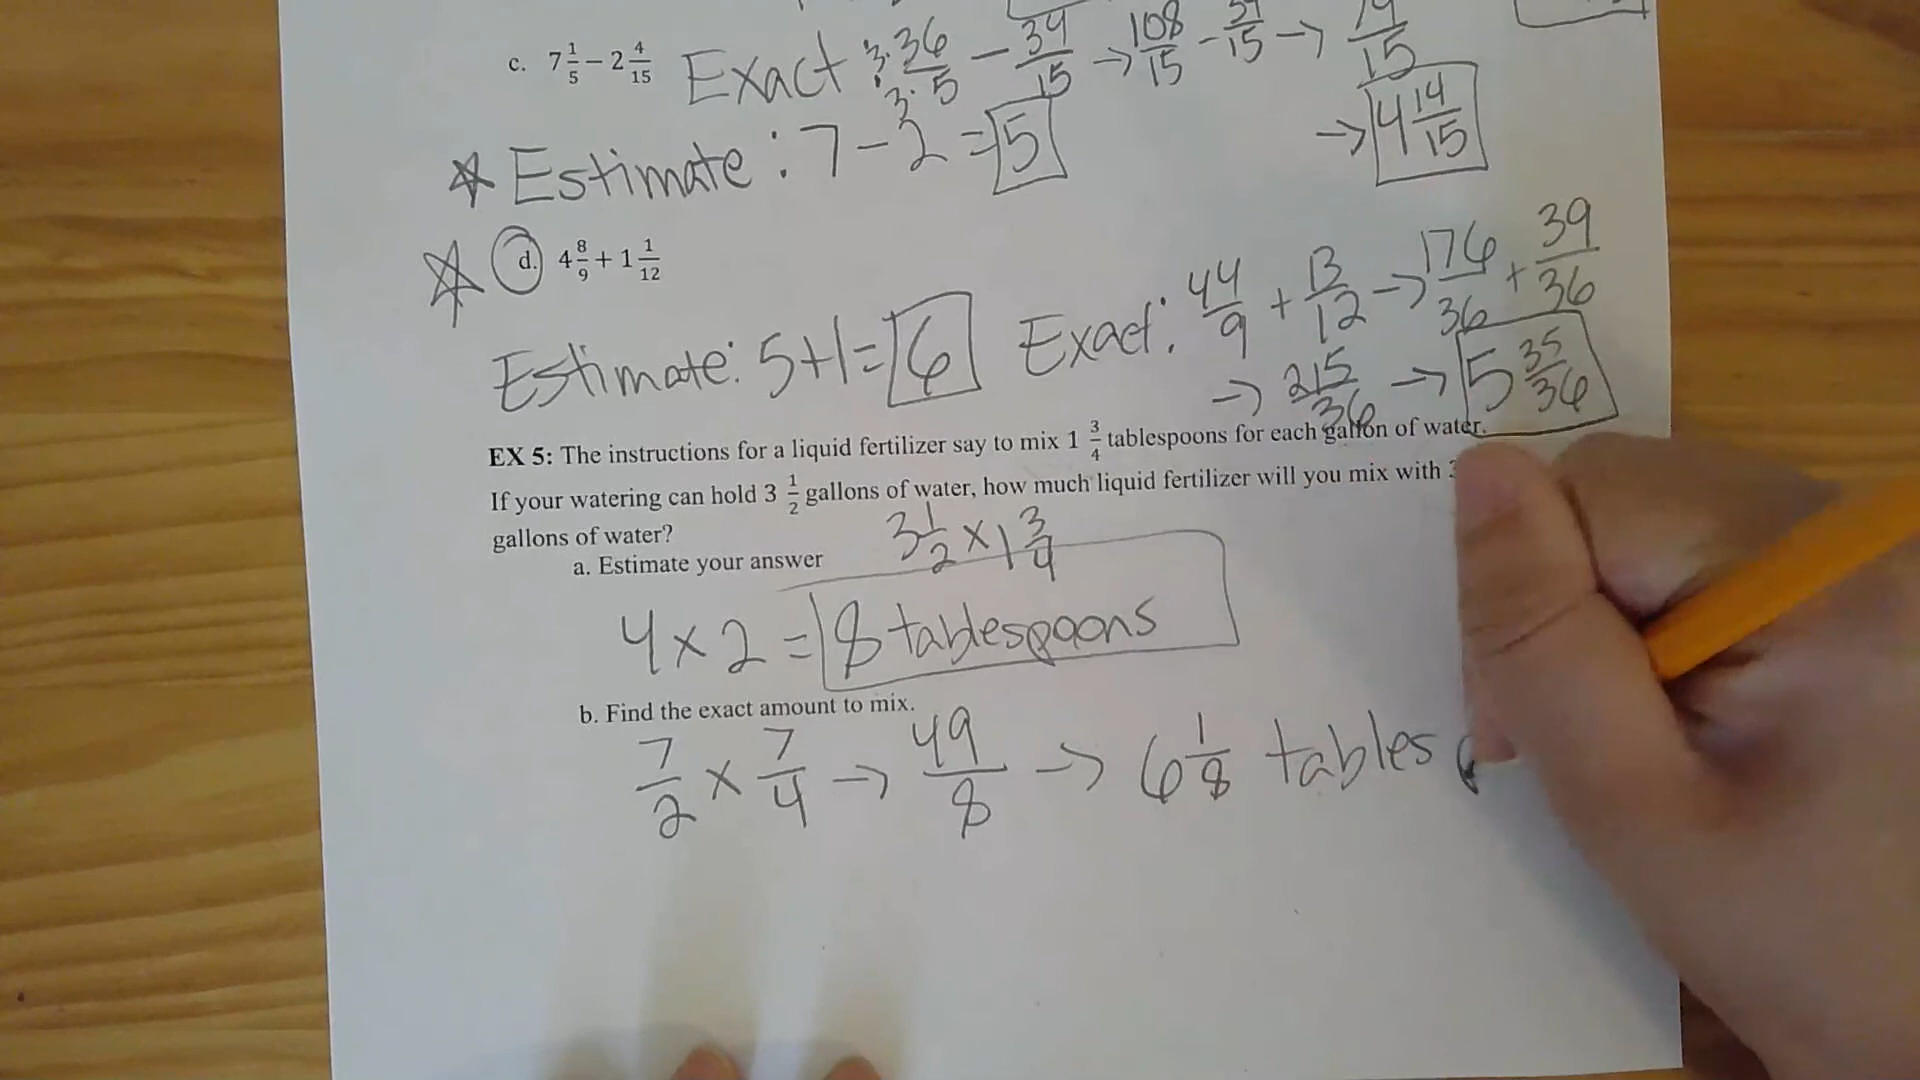 c. 7 1/5 − 2 4/15 Exact : 3·36/3·5 − 34/15 → 108/15 − 34/15 → 74/15
Estimate : 7 − 2 = 5 → 4 14/15
d. 4 8/9 + 1 1/12
Estimate: 5+1= 6 Exact: 44/9 + 13/12 → 176/36 + 39/36
→ 215/36 → 5 35/36
EX 5: The instructions for a liquid fertilizer say to mix 1 3/4 tablespoons for each gallon of water.
If your watering can hold 3 1/2 gallons of water, how much liquid fertilizer will you mix with 3
gallons of water?
3 1/2 × 1 3/4
a. Estimate your answer
4 × 2 = 8 tablespoons
b. Find the exact amount to mix.
7/2 × 7/4 → 49/8 → 6 1/8 tablesp